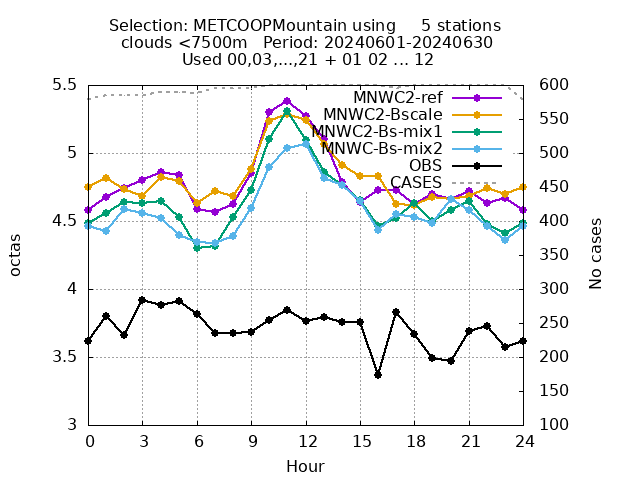 Selection: METCOOPMountain using     5 stations
clouds <7500m   Period: 20240601-20240630
Used 00,03,...,21 + 01 02 ... 12
5.5
5
4.5
4
3.5
3
600
550
500
450
400
350
300
250
200
150
100
octas
No cases
MNWC2-ref
MNWC2-Bscale
MNWC2-Bs-mix1
MNWC-Bs-mix2
OBS
CASES
0 3 6 9 12 15 18 21 24
Hour